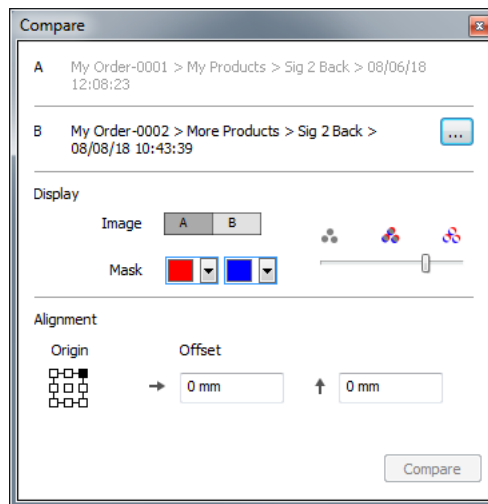 Compare
A My Order-0001 > My Products > Sig 2 Back > 08/06/18
12:08:23
B My Order-0002 > More Products > Sig 2 Back >
08/08/18 10:43:39
...
Display
Image A B
Mask
Alignment
Origin Offset
0 mm 0 mm
Compare